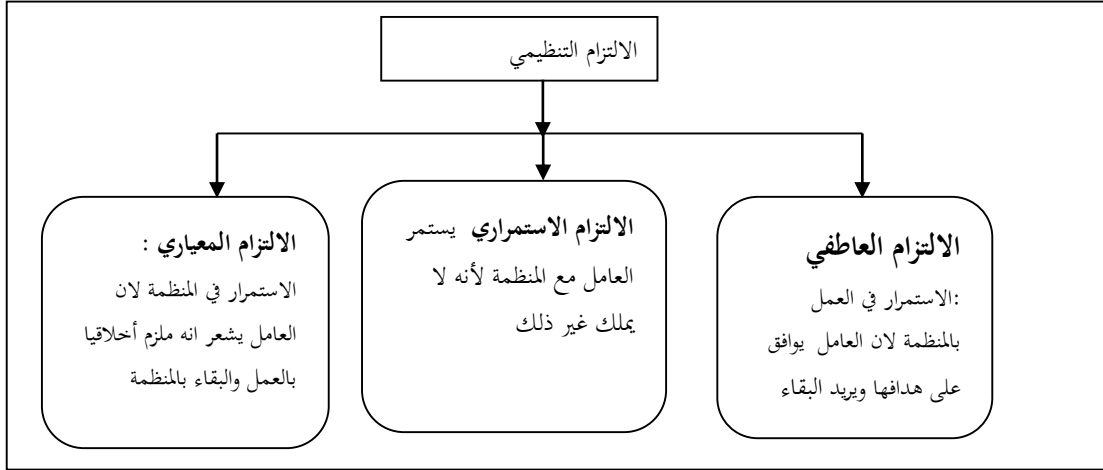 الالتزام التنظيمي
الالتزام العاطفي
:الاستمرار في العمل
بالمنظمة لان العامل يوافق
على هدافها ويريد البقاء
الالتزام الاستمراري يستمر
العامل مع المنظمة لأنه لا
يملك غير ذلك
الالتزام المعياري :
الاستمرار في المنظمة لان
العامل يشعر انه ملزم أخلاقيا
بالعمل والبقاء بالمنظمة